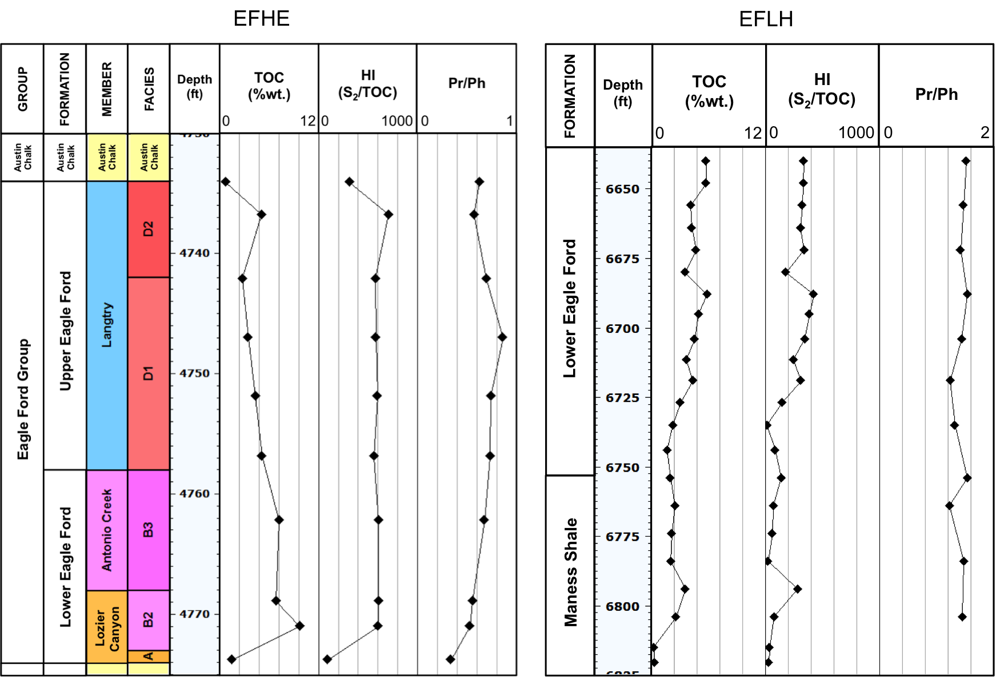 EFHE
GROUP
FORMATION
MEMBER
FACIES
Depth
(ft)
TOC
(%wt.)
0 12
HI
(S₂/TOC)
0 1000
Pr/Ph
0 1
Austin
Chalk
Austin
Chalk
Austin
Chalk
Austin
Chalk
Eagle Ford Group
Upper Eagle Ford
Lower Eagle Ford
Langtry
Antonio Creek
Lozier
Canyon
D2
D1
B3
B2
A
4740
4750
4760
4770
EFLH
FORMATION
Depth
(ft)
TOC
(%wt.)
0 12
HI
(S₂/TOC)
0 1000
Pr/Ph
0 2
Lower Eagle Ford
Maness Shale
6650
6675
6700
6725
6750
6775
6800